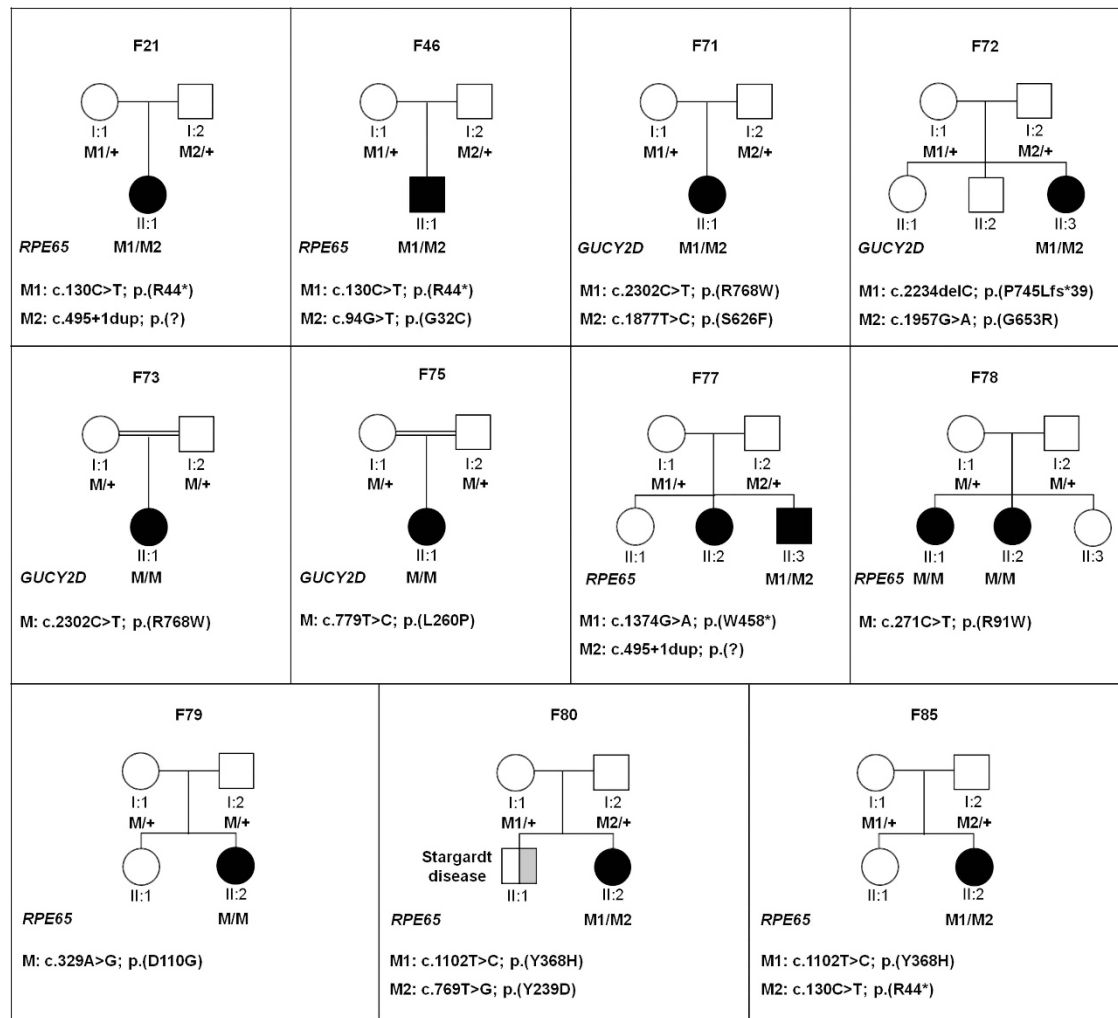 F21
I:1 I:2
M1/+ M2/+
II:1
RPE65 M1/M2
M1: c.130C>T; p.(R44*)
M2: c.495+1dup; p.(?)
F46
I:1 I:2
M1/+ M2/+
II:1
RPE65 M1/M2
M1: c.130C>T; p.(R44*)
M2: c.94G>T; p.(G32C)
F71
I:1 I:2
M1/+ M2/+
II:1
GUCY2D M1/M2
M1: c.2302C>T; p.(R768W)
M2: c.1877T>C; p.(S626F)
F72
I:1 I:2
M1/+ M2/+
II:1 II:2 II:3
GUCY2D M1/M2
M1: c.2234delC; p.(P745Lfs*39)
M2: c.1957G>A; p.(G653R)
F73
I:1 I:2
M/+ M/+
II:1
GUCY2D M/M
M: c.2302C>T; p.(R768W)
F75
I:1 I:2
M/+ M/+
II:1
GUCY2D M/M
M: c.779T>C; p.(L260P)
F77
I:1 I:2
M1/+ M2/+
II:1 II:2 II:3
RPE65 M1/M2
M1: c.1374G>A; p.(W458*)
M2: c.495+1dup; p.(?)
F78
I:1 I:2
M/+ M/+
II:1 II:2 II:3
RPE65 M/M M/M
M: c.271C>T; p.(R91W)
F79
I:1 I:2
M/+ M/+
II:1 II:2
RPE65 M/M
M: c.329A>G; p.(D110G)
F80
I:1 I:2
M1/+ M2/+
Stargardt
disease
II:1 II:2
RPE65 M1/M2
M1: c.1102T>C; p.(Y368H)
M2: c.769T>G; p.(Y239D)
F85
I:1 I:2
M1/+ M2/+
II:1 II:2
RPE65 M1/M2
M1: c.1102T>C; p.(Y368H)
M2: c.130C>T; p.(R44*)